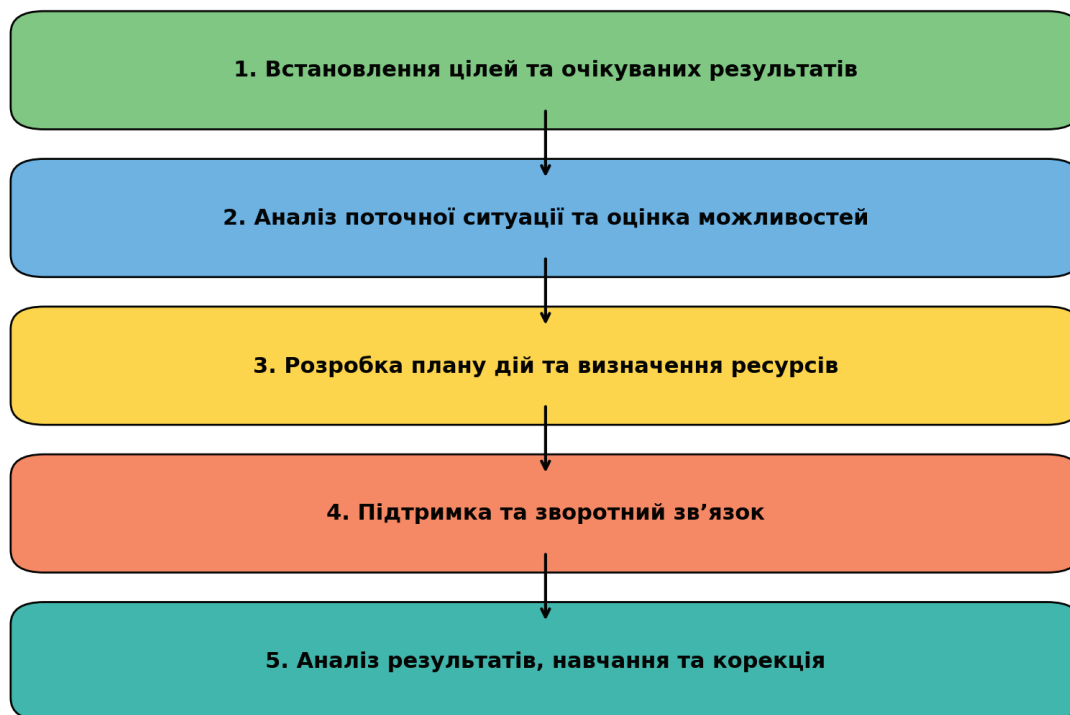 1. Встановлення цілей та очікуваних результатів
2. Аналіз поточної ситуації та оцінка можливостей
3. Розробка плану дій та визначення ресурсів
4. Підтримка та зворотний зв’язок
5. Аналіз результатів, навчання та корекція